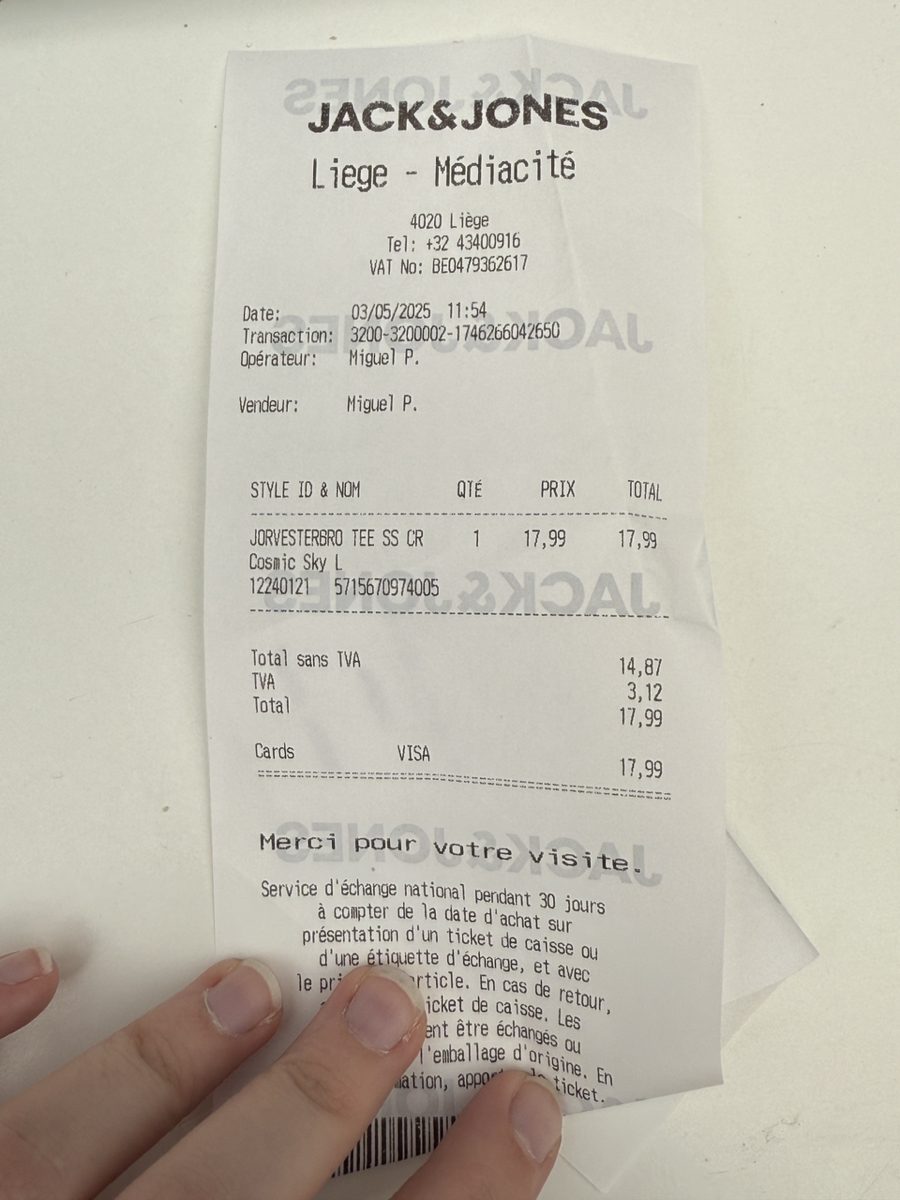 JACK&JONES
Liege - Médiacité
4020 Liège
Tel: +32 43400916
VAT No: BE0479362617
Date: 03/05/2025 11:54
Transaction: 3200-3200002-1746266042650
Opérateur: Miguel P.
Vendeur: Miguel P.
STYLE ID & NOM QTÉ PRIX TOTAL
JORVESTERBRO TEE SS CR 1 17,99 17,99
Cosmic Sky L
12240121 5715670974005
Total sans TVA 14,87
TVA 3,12
Total 17,99
Cards VISA 17,99
Merci pour votre visite.
Service d'échange national pendant 30 jours
à compter de la date d'achat sur
présentation d'un ticket de caisse ou
d'une étiquette d'échange, et avec
le En cas de retour,
ticket de caisse. Les
être échangés ou
l'emballage d'origine. En
ticket.